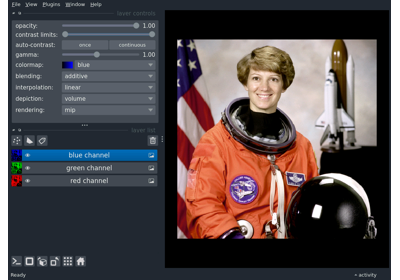 File View Plugins Window Help
layer controls
opacity: 1.00
contrast limits:
auto-contrast: once continuous
gamma: 1.00
colormap: blue
blending: additive
interpolation: linear
depiction: volume
rendering: mip
layer list
blue channel
green channel
red channel
Ready activity